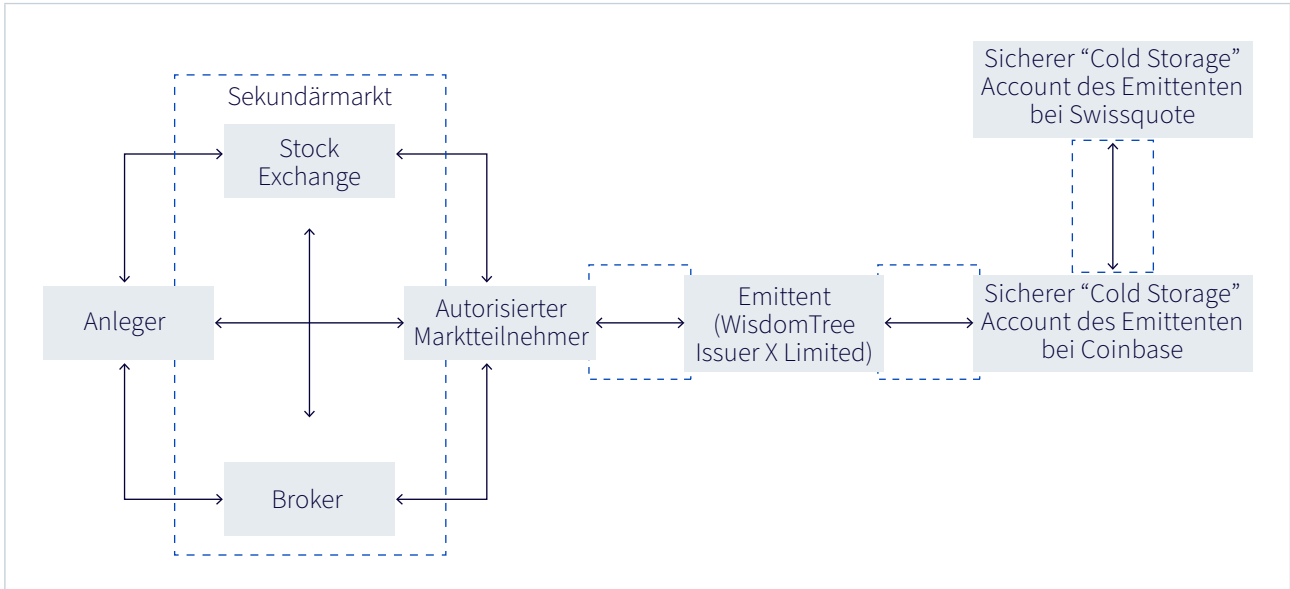 Sekundärmarkt
Stock
Exchange
Anleger
Autorisierter
Marktteilnehmer
Broker
Emittent
(WisdomTree
Issuer X Limited)
Sicherer “Cold Storage”
Account des Emittenten
bei Swissquote
Sicherer “Cold Storage”
Account des Emittenten
bei Coinbase